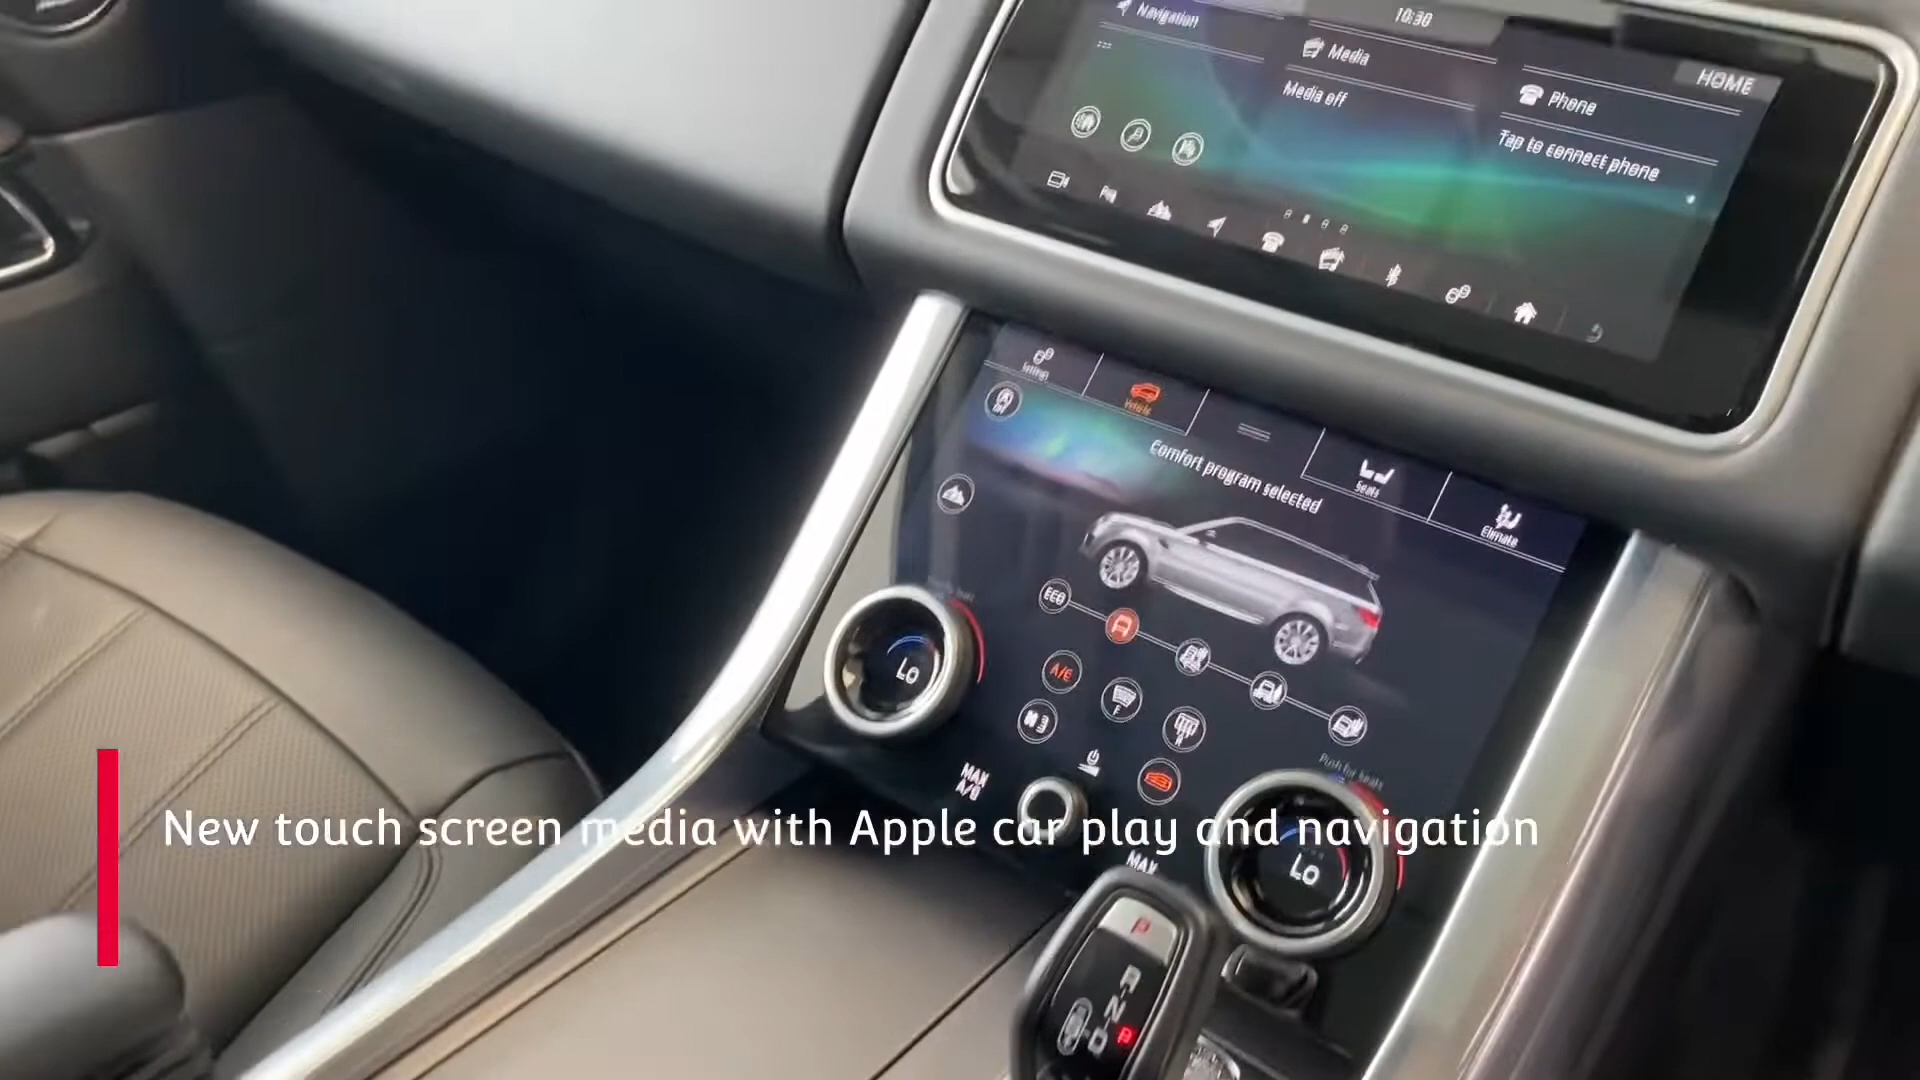 Navigation
10:30
Media
HOME
Media off
Phone
Tap to connect phone
Settings
Vehicle
Comfort program selected
Seats
Climate
ECO
Lo
F
R
MAX
Push for seats
MAX
Lo
P
R
N
D
P
New touch screen media with Apple car play and navigation